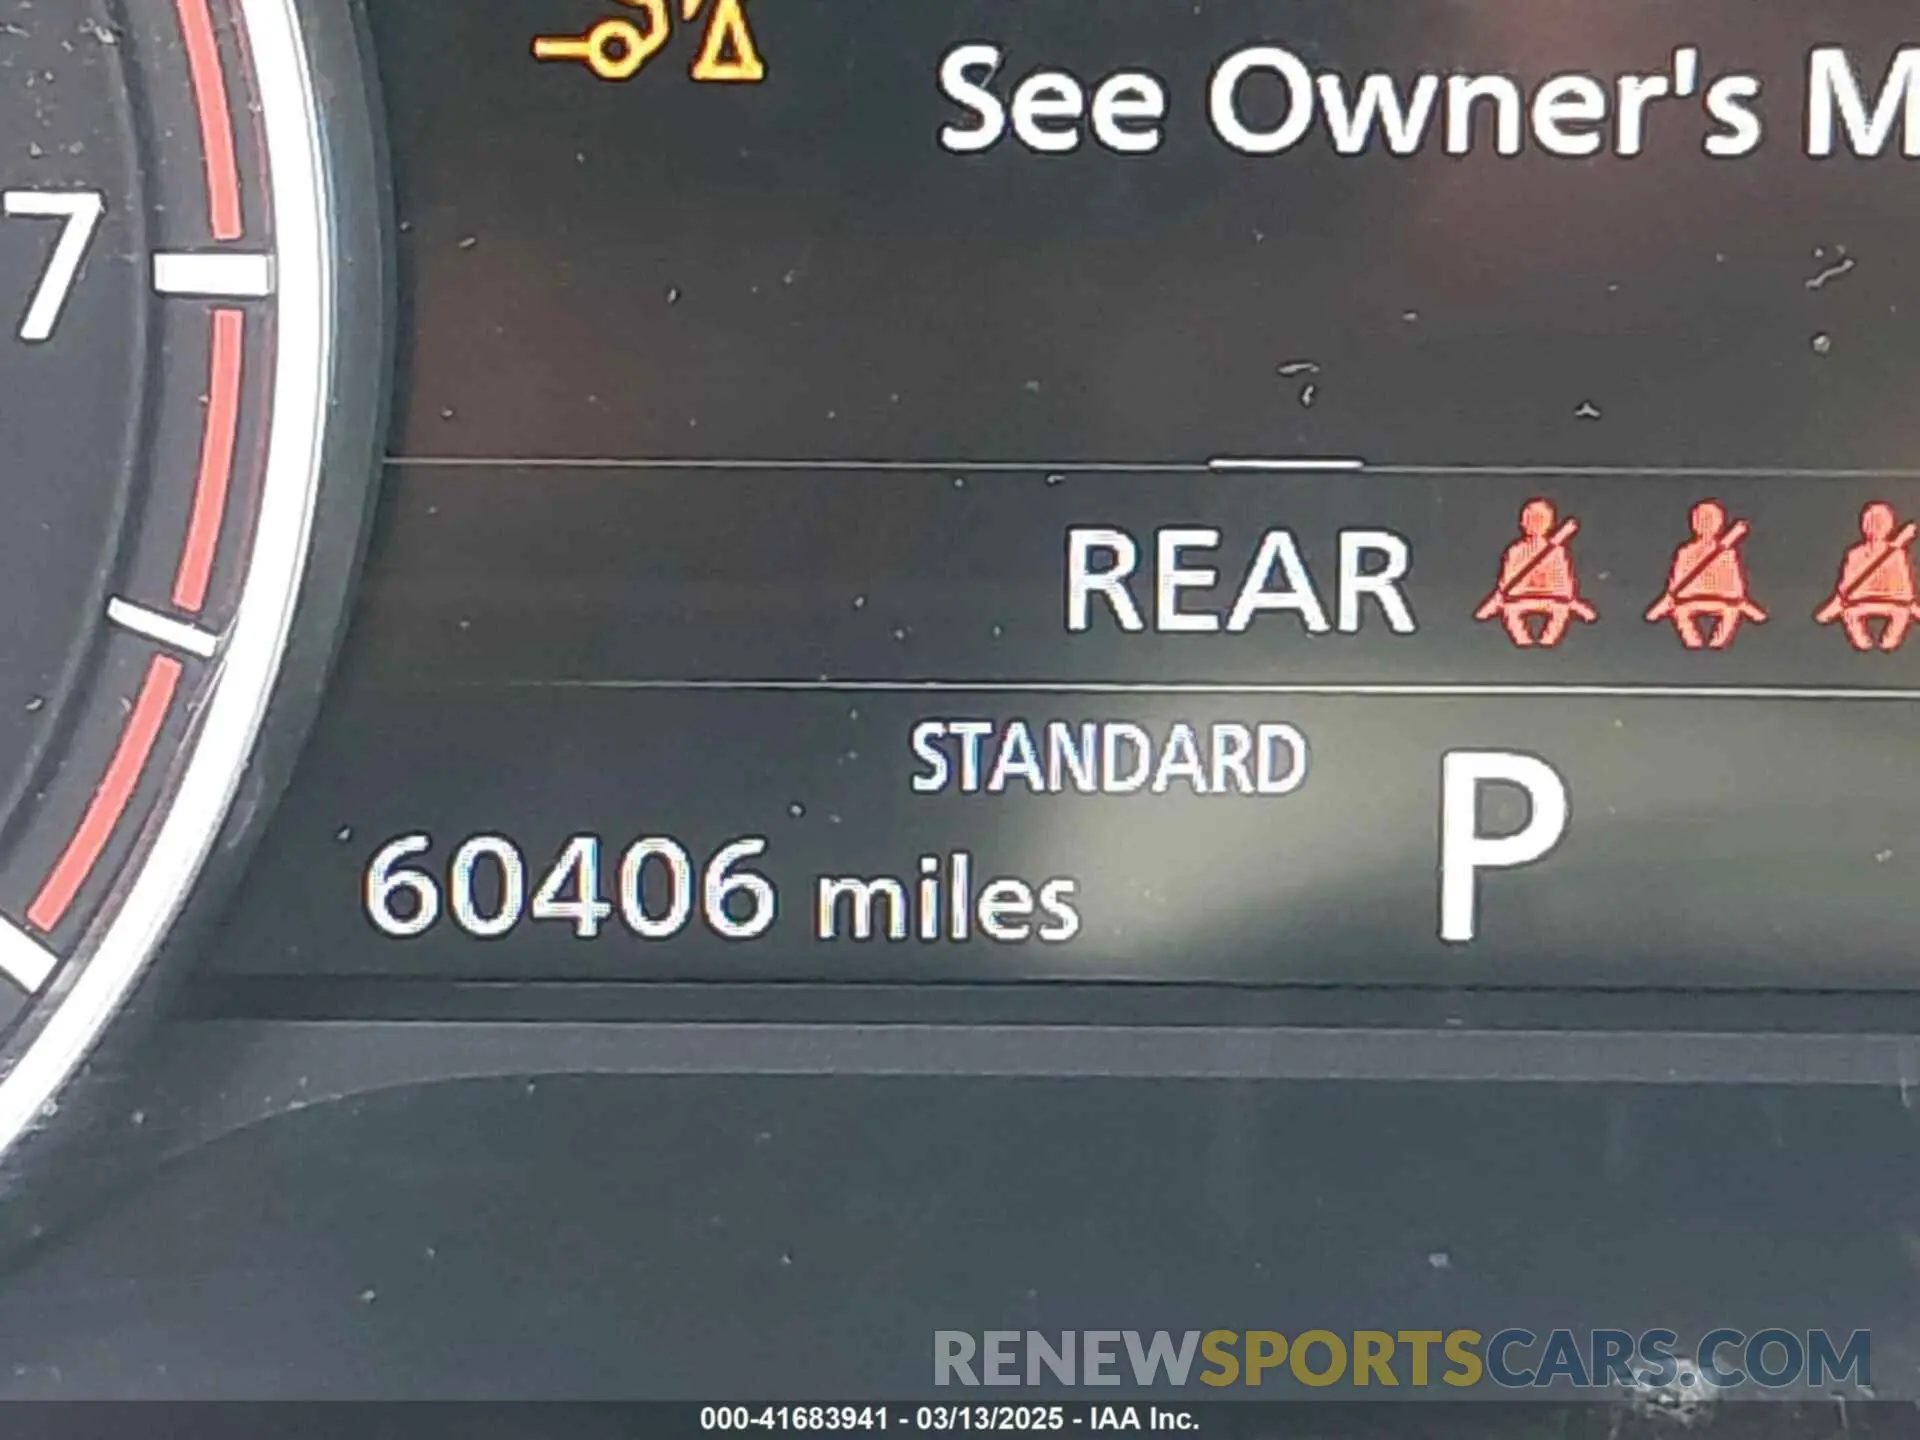 See Owner's M
7
REAR
STANDARD
P
60406 miles
RENEWSPORTSCARS.COM
000-41683941 - 03/13/2025 - IAA Inc.